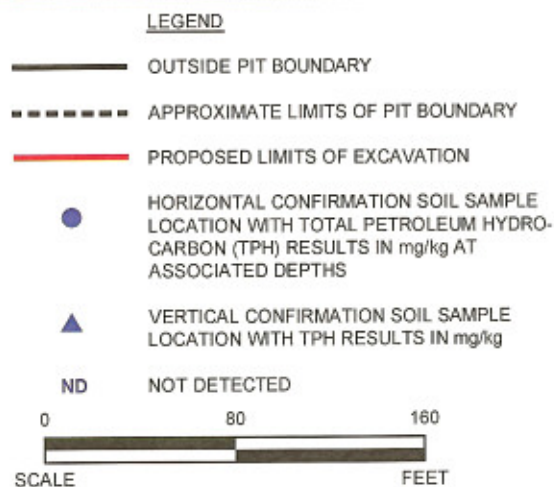 LEGEND
OUTSIDE PIT BOUNDARY
APPROXIMATE LIMITS OF PIT BOUNDARY
PROPOSED LIMITS OF EXCAVATION
HORIZONTAL CONFIRMATION SOIL SAMPLE
LOCATION WITH TOTAL PETROLEUM HYDRO-
CARBON (TPH) RESULTS IN mg/kg AT
ASSOCIATED DEPTHS
VERTICAL CONFIRMATION SOIL SAMPLE
LOCATION WITH TPH RESULTS IN mg/kg
ND NOT DETECTED
0 80 160
SCALE FEET